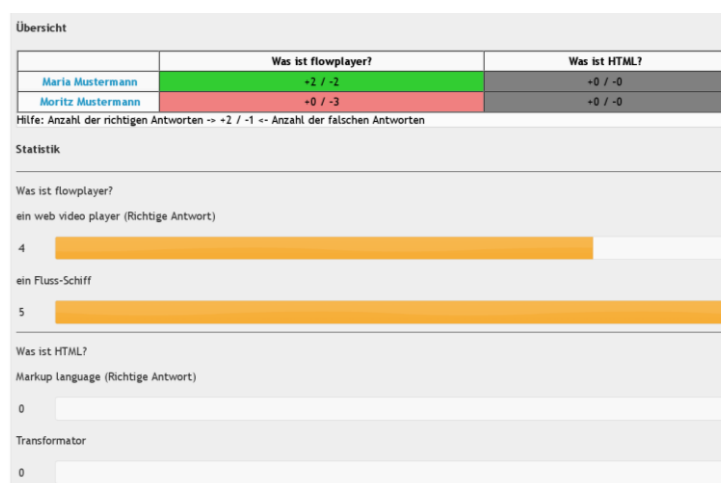 Übersicht
Was ist flowplayer? Was ist HTML?
Maria Mustermann +2 / -2 +0 / -0
Moritz Mustermann +0 / -3 +0 / -0
Hilfe: Anzahl der richtigen Antworten -> +2 / -1 <- Anzahl der falschen Antworten
Statistik
Was ist flowplayer?
ein web video player (Richtige Antwort)
4
ein Fluss-Schiff
5
Was ist HTML?
Markup language (Richtige Antwort)
0
Transformator
0